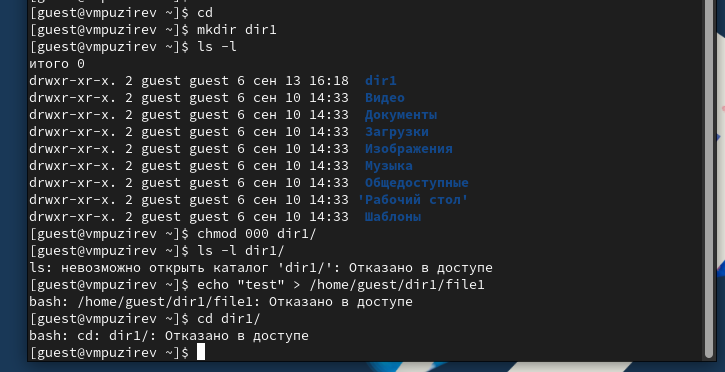 [guest@vmpuzirev ~]$ cd
[guest@vmpuzirev ~]$ mkdir dir1
[guest@vmpuzirev ~]$ ls -l
итого 0
drwxr-xr-x. 2 guest guest 6 сен 13 16:18  dir1
drwxr-xr-x. 2 guest guest 6 сен 10 14:33  Видео
drwxr-xr-x. 2 guest guest 6 сен 10 14:33  Документы
drwxr-xr-x. 2 guest guest 6 сен 10 14:33  Загрузки
drwxr-xr-x. 2 guest guest 6 сен 10 14:33  Изображения
drwxr-xr-x. 2 guest guest 6 сен 10 14:33  Музыка
drwxr-xr-x. 2 guest guest 6 сен 10 14:33  Общедоступные
drwxr-xr-x. 2 guest guest 6 сен 10 14:33 'Рабочий стол'
drwxr-xr-x. 2 guest guest 6 сен 10 14:33  Шаблоны
[guest@vmpuzirev ~]$ chmod 000 dir1/
[guest@vmpuzirev ~]$ ls -l dir1/
ls: невозможно открыть каталог 'dir1/': Отказано в доступе
[guest@vmpuzirev ~]$ echo "test" > /home/guest/dir1/file1
bash: /home/guest/dir1/file1: Отказано в доступе
[guest@vmpuzirev ~]$ cd dir1/
bash: cd: dir1/: Отказано в доступе
[guest@vmpuzirev ~]$